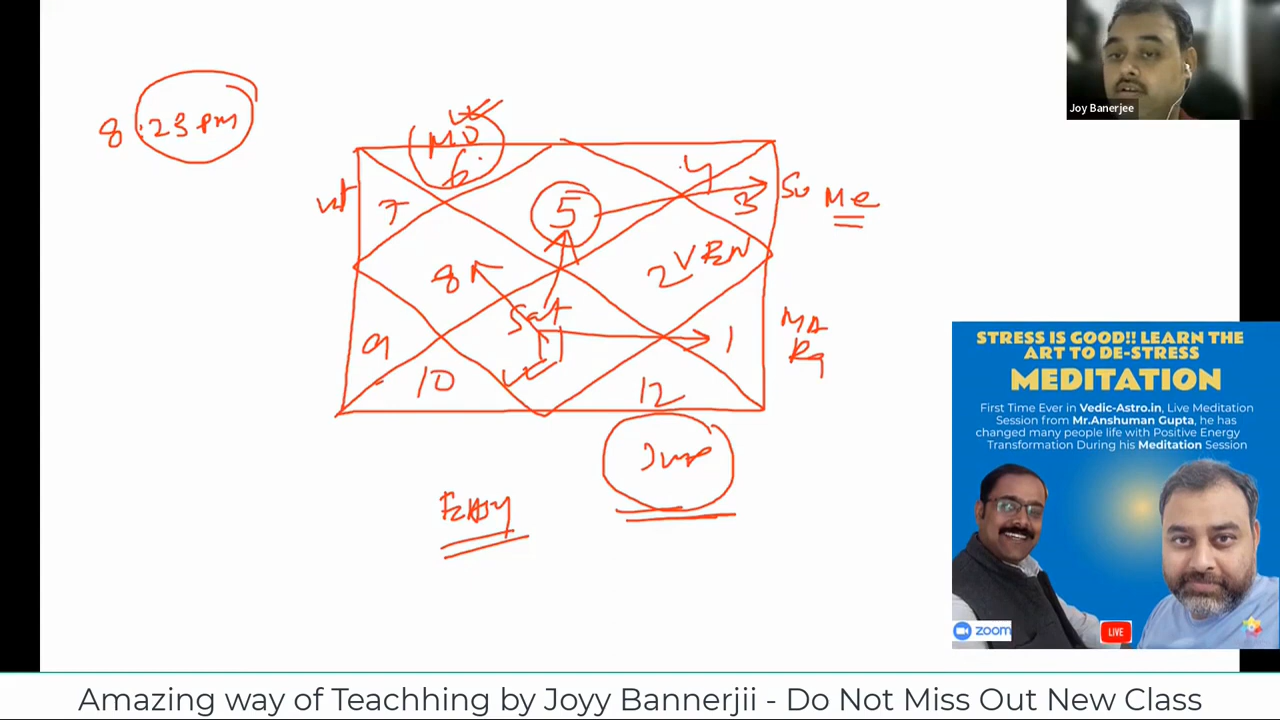 Joy Banerjee
8 :23 PM
MO
6
7
5
4
3
Su Me
8
2 VEN
Sat
9
10
12
1
MA
Ra
Jup
EASY
STRESS IS GOOD!! LEARN THE
ART TO DE-STRESS
MEDITATION
First Time Ever in Vedic-Astro.in, Live Meditation
Session from Mr.Anshuman Gupta, he has
changed many people life with Positive Energy
Transformation During his Meditation Session
zoom
LIVE
Amazing way of Teachhing by Joyy Bannerjii - Do Not Miss Out New Class